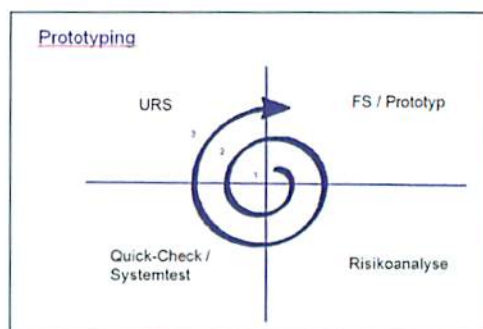 Prototyping
URS
FS / Prototyp
3
2
1
Quick-Check /
Systemtest
Risikoanalyse